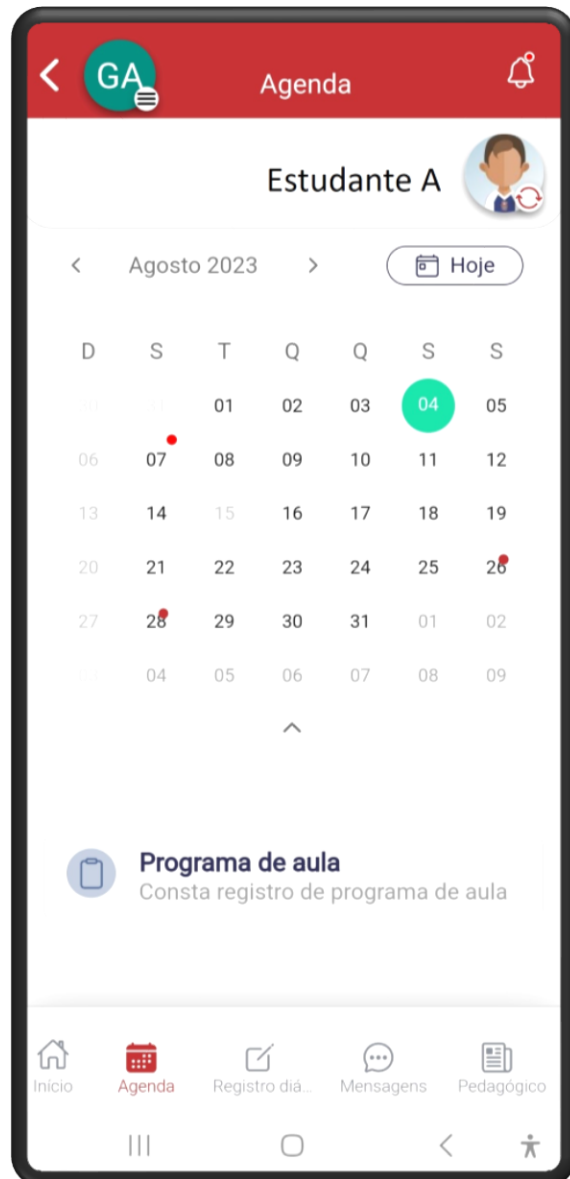 GA
Agenda
Estudante A
Agosto 2023
Hoje
D S T Q Q S S
01 02 03 04 05
06 07 08 09 10 11 12
13 14 15 16 17 18 19
20 21 22 23 24 25 26
27 28 29 30 31 01 02
04 05 06 07 08 09
Programa de aula
Consta registro de programa de aula
Início Agenda Registro diá... Mensagens Pedagógico